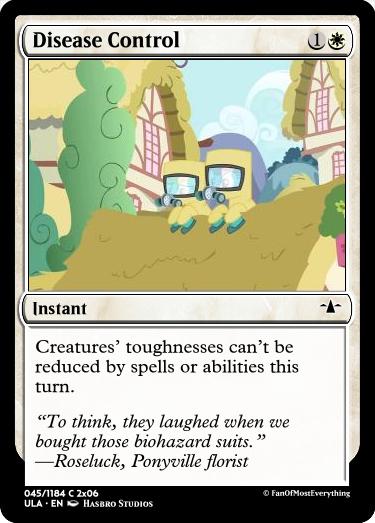 Disease Control 1
Instant
Creatures' toughnesses can't be
reduced by spells or abilities this
turn.
“To think, they laughed when we
bought those biohazard suits.”
—Roseluck, Ponyville florist
045/1184 C 2x06
ULA • EN Hasbro Studios © FanOfMostEverything